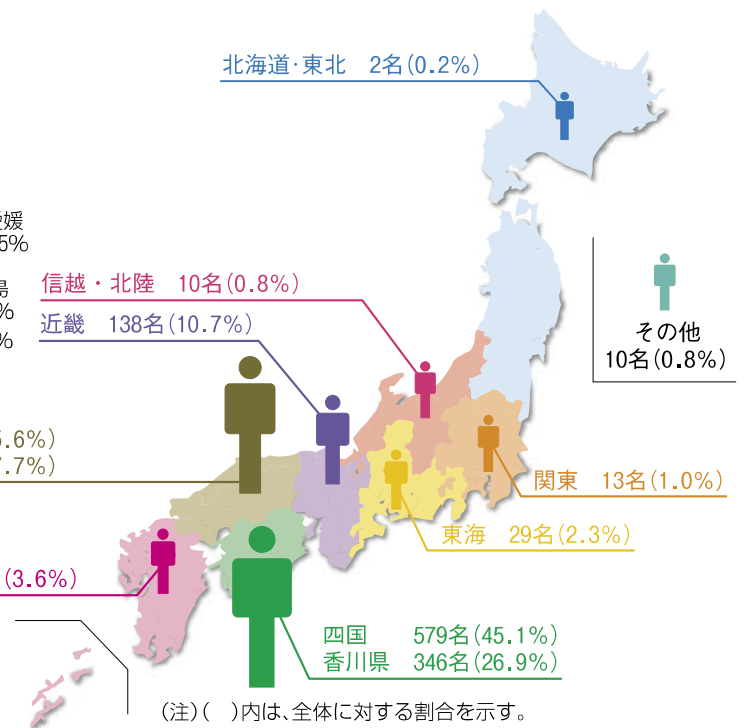 北海道・東北 2名(0.2%)
愛媛
5%
島
%
%
信越・北陸 10名(0.8%)
近畿 138名(10.7%)
その他
10名(0.8%)
5.6%)
7.7%)
関東 13名(1.0%)
東海 29名(2.3%)
(3.6%)
四国 579名(45.1%)
香川県 346名(26.9%)
(注)( )内は、全体に対する割合を示す。